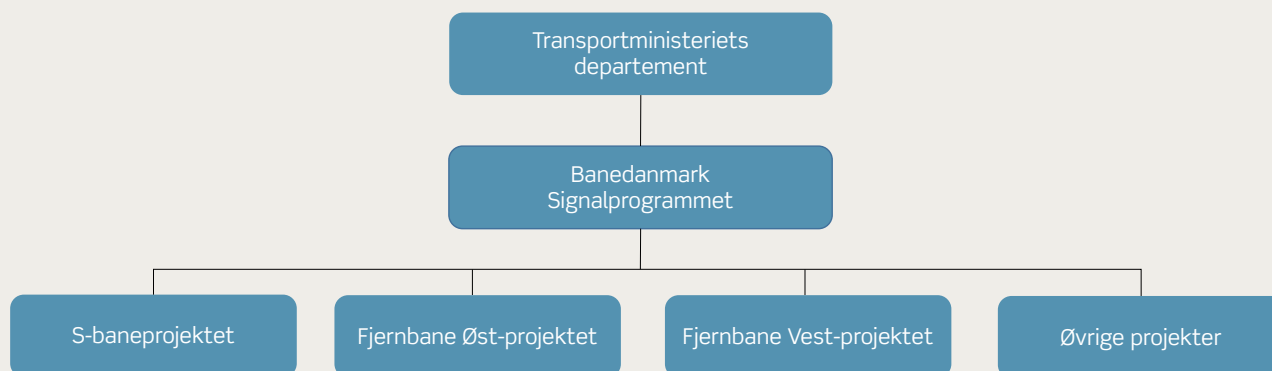 Transportministeriets
departement
Banedanmark
Signalprogrammet
S-baneprojektet
Fjernbane Øst-projektet
Fjernbane Vest-projektet
Øvrige projekter